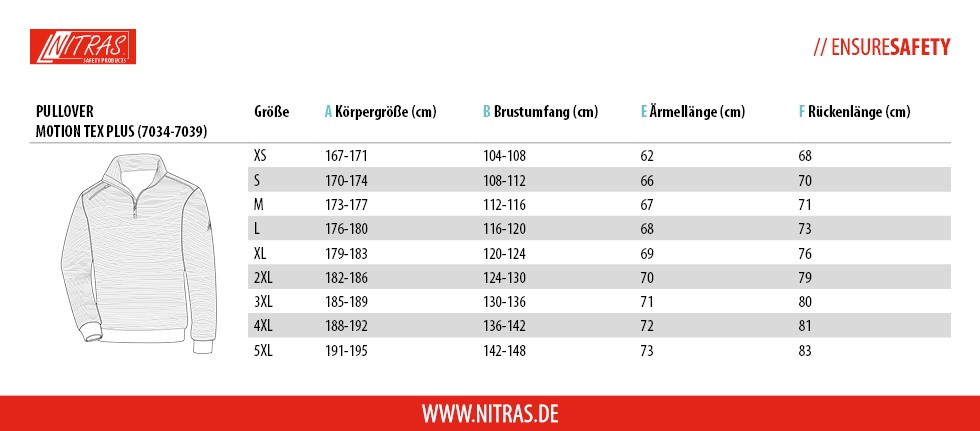 NITRAS
SAFETY PRODUCTS
// ENSURESAFETY
PULLOVER
MOTION TEX PLUS (7034-7039)
Größe A Körpergröße (cm) B Brustumfang (cm) E Ärmellänge (cm) F Rückenlänge (cm)
XS 167-171 104-108 62 68
S 170-174 108-112 66 70
M 173-177 112-116 67 71
L 176-180 116-120 68 73
XL 179-183 120-124 69 76
2XL 182-186 124-130 70 79
3XL 185-189 130-136 71 80
4XL 188-192 136-142 72 81
5XL 191-195 142-148 73 83
WWW.NITRAS.DE